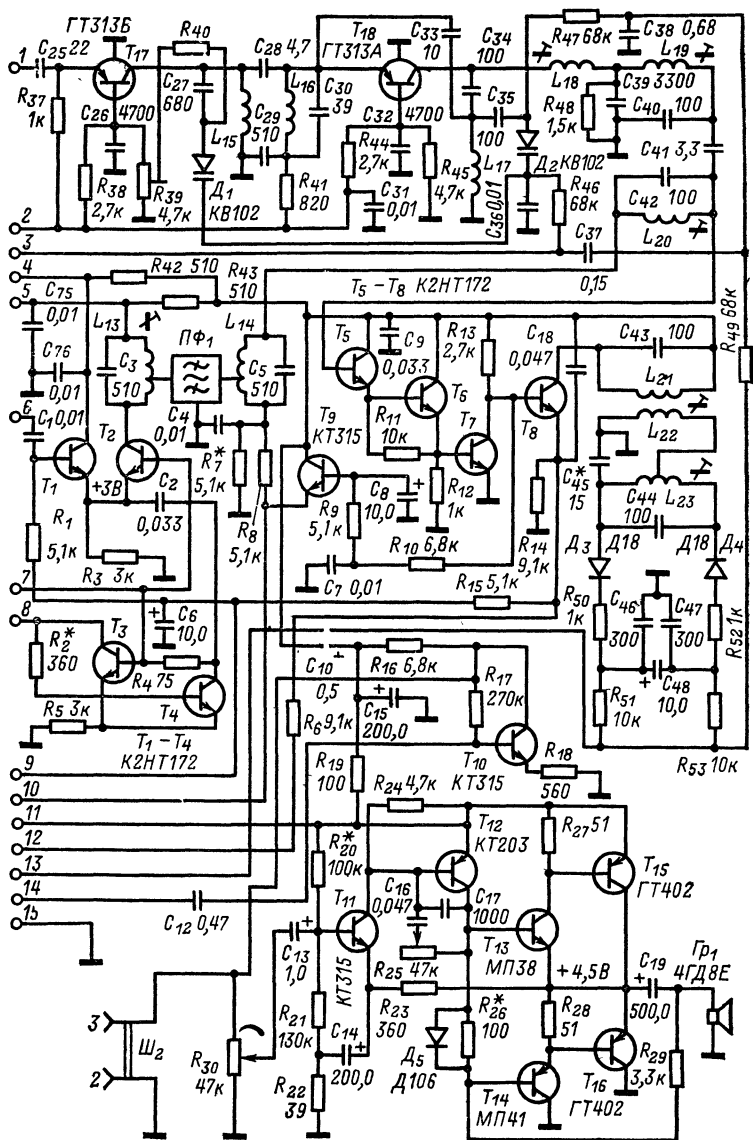 ГТ313Б
T17
R40
C28 4,7
T18
ГТ313А
C33
10
C34
100
R47 68к
C38 0,68
L19
1
C25 22
C27
680
L16
C30
39
L18
C39
3300
R37
1к
C26
4700
L15
C29
510
C32
4700
C35
100
R48
1,5к
C40
100
R44
2,7к
Д2 КВ102
C41 3,3
R38
2,7к
R39
4,7к
Д1
КВ102
R41
820
C31
0,01
R45
4,7к
L17
C36 0,01
R46
68к
C42
100
2
3
C37
0,15
L20
4
R42 510
R43
510
T5 – T8 К2НТ172
5
C75
0,01
L13
ПФ1
L14
T5
C9
0,033
R13
2,7к
C18
0,047
C43 100
R49 68к
C76
0,01
C3
510
C5
510
T6
L21
6
C1 0,01
T2
C4
0,01
T9
КТ315
R11
10к
T7
T8
L22
T1
+3В
C2
0,033
R7*
5,1к
R8
5,1к
R9
5,1к
C8
10,0
+
R12
1к
C45*
15
L23
R1
5,1к
R10 6,8к
R14
9,1к
C44
100
R3 3к
C7 0,01
Д3
Д18
Д18
Д4
7
R15 5,1к
R50
1к
C46
300
C47
300
R52 1к
8
+
C6
10,0
T3
R2*
360
R4 75
C10
0,5
+
R16 6,8к
R17
270к
+
C48
10,0
R5 3к
T4
R6 9,1к
+
C15
200,0
R51
10к
T1 – T4
К2НТ172
T10
КТ315
R18
560
R53 10к
9
R19
100
10
R24 4,7к
11
T12
КТ203
R27 51
12
R20*
100к
T15
ГТ402
13
T11
C16
0,047
C17
1000
14
C12 0,47
15
C13
1,0
+
КТ315
T13
МП38
+4,5В
C19
500,0
+
Гр1
4ГД8Е
R25
47к
3
Ш2
R21
130к
R23
360
R26*
100
R28
51
R30
47к
C14
200,0
+
Д5
Д106
R29
3,3к
2
R22
39
T14
МП41
T16
ГТ402